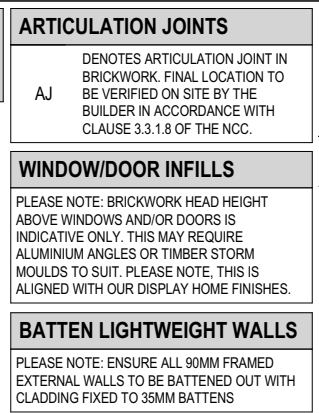 ARTICULATION JOINTS
DENOTES ARTICULATION JOINT IN
BRICKWORK. FINAL LOCATION TO
AJ BE VERIFIED ON SITE BY THE
BUILDER IN ACCORDANCE WITH
CLAUSE 3.3.1.8 OF THE NCC.
WINDOW/DOOR INFILLS
PLEASE NOTE: BRICKWORK HEAD HEIGHT
ABOVE WINDOWS AND/OR DOORS IS
INDICATIVE ONLY. THIS MAY REQUIRE
ALUMINIUM ANGLES OR TIMBER STORM
MOULDS TO SUIT. PLEASE NOTE, THIS IS
ALIGNED WITH OUR DISPLAY HOME FINISHES.
BATTEN LIGHTWEIGHT WALLS
PLEASE NOTE: ENSURE ALL 90MM FRAMED
EXTERNAL WALLS TO BE BATTENED OUT WITH
CLADDING FIXED TO 35MM BATTENS